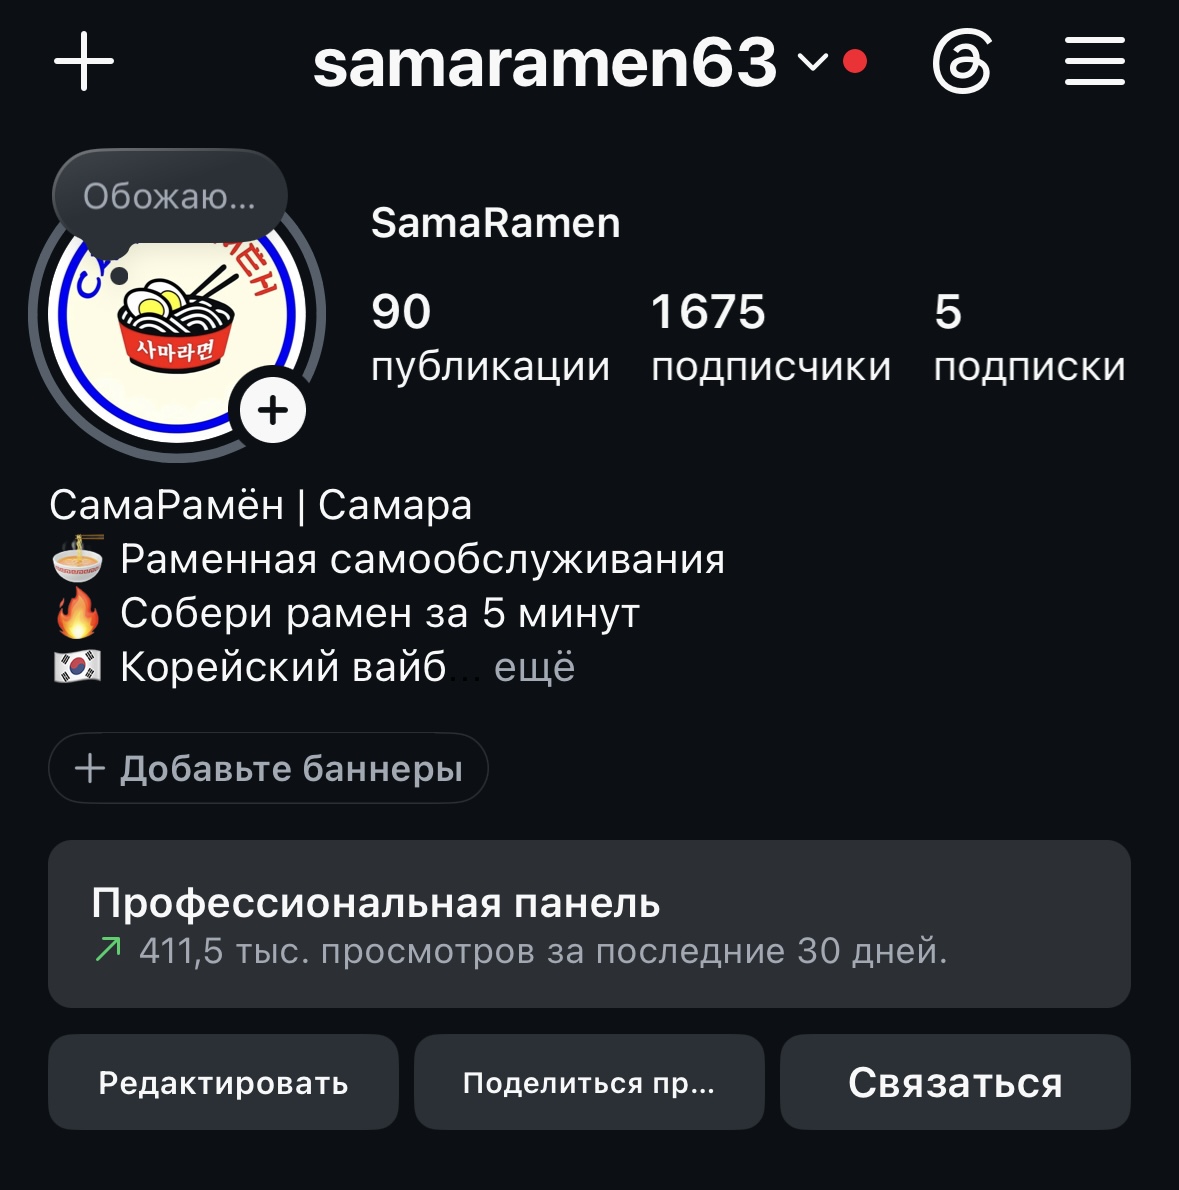 samaramen63
Обожаю...
SamaRamen
사마라면
90
1 675
5
публикации
подписчики
подписки
СамаРамён | Самара
🍜 Раменная самообслуживания
🔥 Собери рамен за 5 минут
🇰🇷 Корейский вайб... ещё
+ Добавьте баннеры
Профессиональная панель
411,5 тыс. просмотров за последние 30 дней.
Редактировать
Поделиться пр...
Связаться